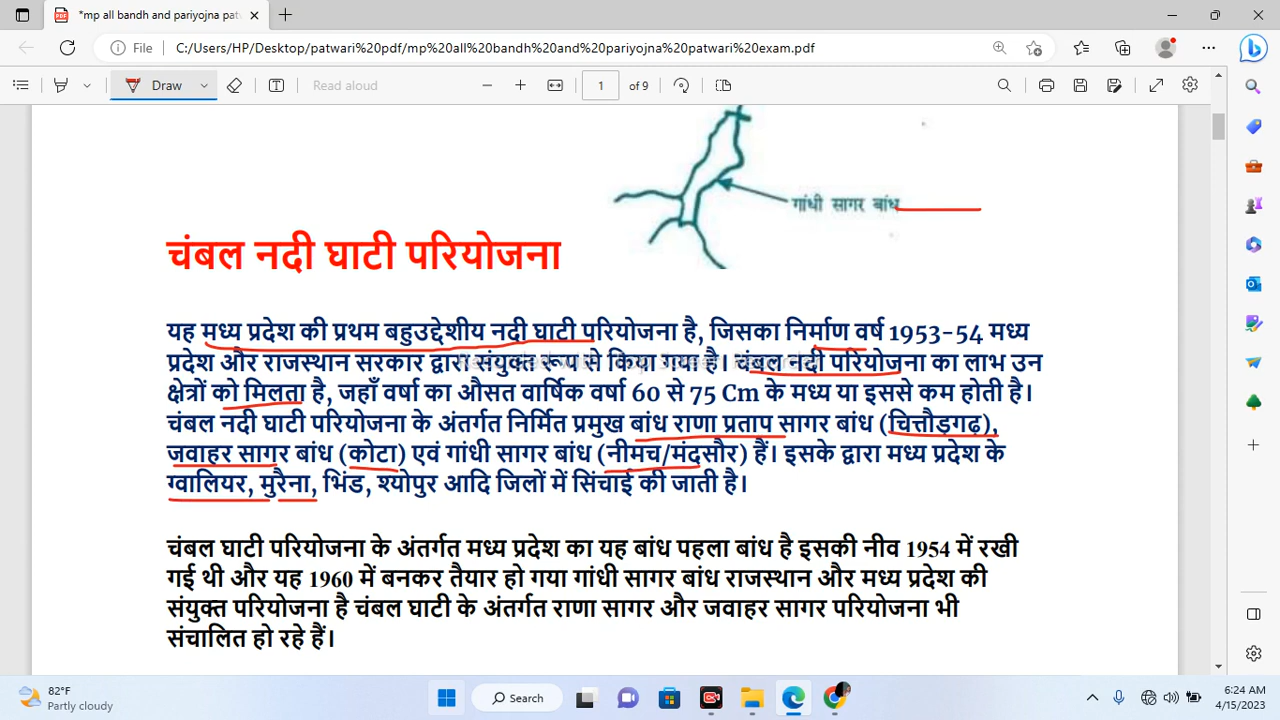 *mp all bandh and pariyojna pat
File
C:/Users/HP/Desktop/patwari%20pdf/mp%20all%20bandh%20and%20pariyojna%20patwari%20exam.pdf
Draw
Read aloud
1
of 9
गांधी सागर बांध
चंबल नदी घाटी परियोजना
यह मध्य प्रदेश की प्रथम बहुउद्देशीय नदी घाटी परियोजना है, जिसका निर्माण वर्ष 1953-54 मध्य
प्रदेश और राजस्थान सरकार द्वारा संयुक्त रूप से किया गया है। चंबल नदी परियोजना का लाभ उन
क्षेत्रों को मिलता है, जहाँ वर्षा का औसत वार्षिक वर्षा 60 से 75 Cm के मध्य या इससे कम होती है।
चंबल नदी घाटी परियोजना के अंतर्गत निर्मित प्रमुख बांध राणा प्रताप सागर बांध (चित्तौड़गढ़),
जवाहर सागर बांध (कोटा) एवं गांधी सागर बांध (नीमच/मंदसौर) हैं। इसके द्वारा मध्य प्रदेश के
ग्वालियर, मुरैना, भिंड, श्योपुर आदि जिलों में सिंचाई की जाती है।
चंबल घाटी परियोजना के अंतर्गत मध्य प्रदेश का यह बांध पहला बांध है इसकी नीव 1954 में रखी
गई थी और यह 1960 में बनकर तैयार हो गया गांधी सागर बांध राजस्थान और मध्य प्रदेश की
संयुक्त परियोजना है चंबल घाटी के अंतर्गत राणा सागर और जवाहर सागर परियोजना भी
संचालित हो रहे हैं।
82°F
Partly cloudy
Search
6:24 AM
4/15/2023